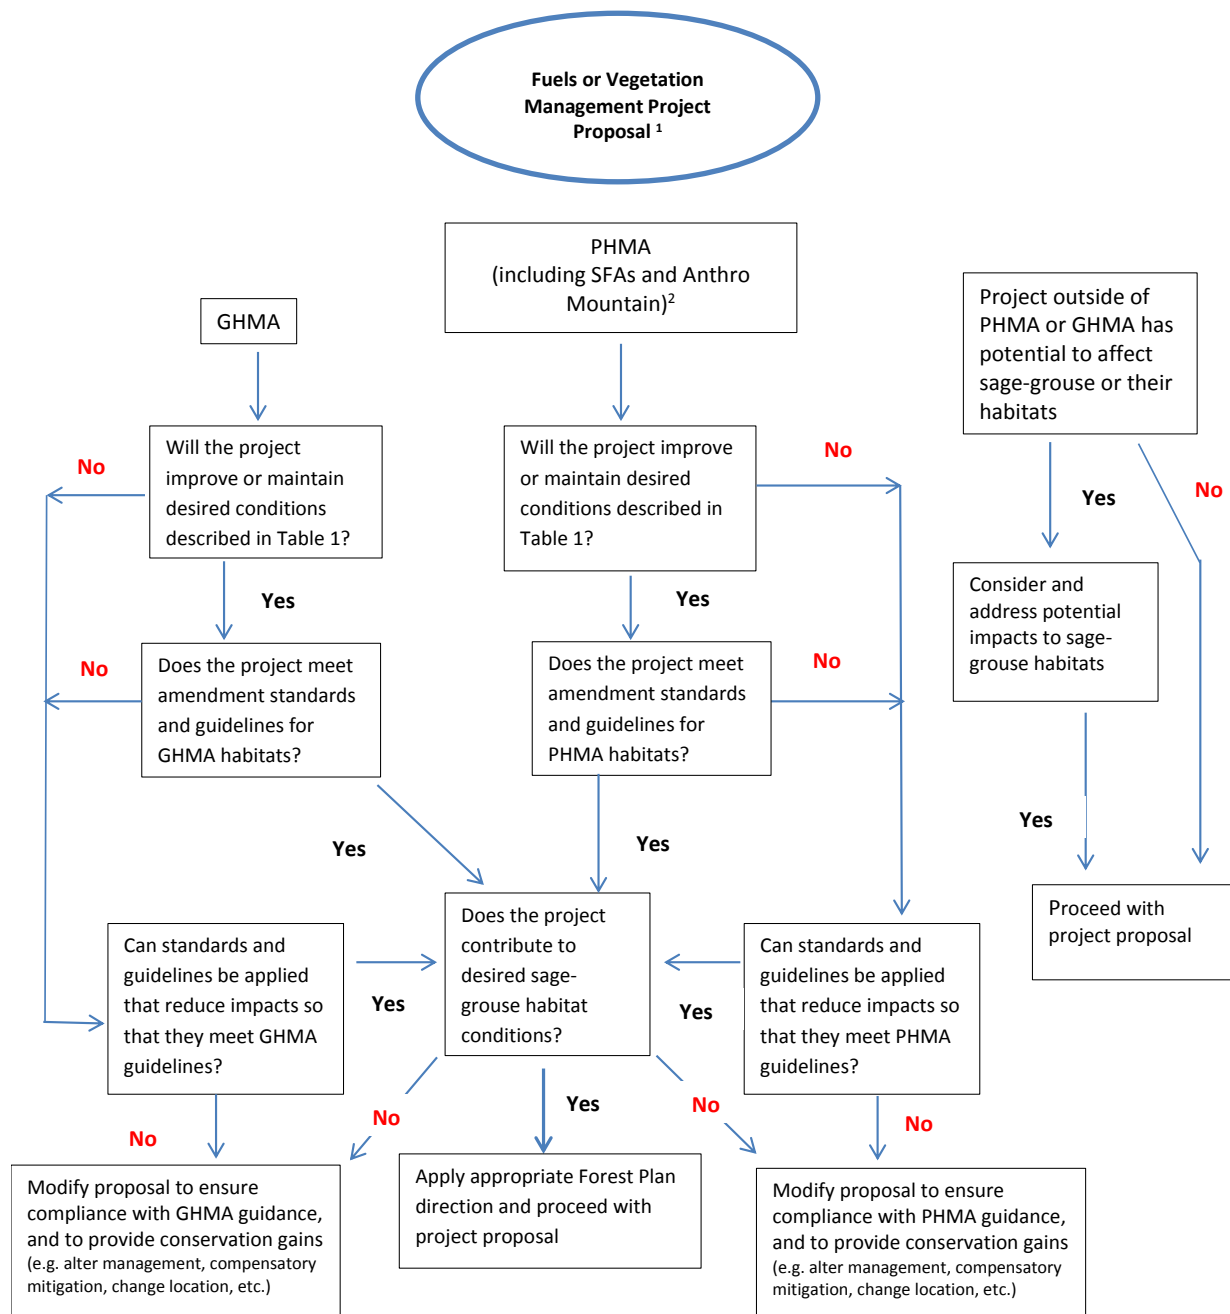 Fuels or Vegetation
Management Project
Proposal 1
PHMA
(including SFAs and Anthro
Mountain)2
GHMA
Project outside of
PHMA or GHMA has
potential to affect
sage-grouse or their
habitats
Will the project
improve or maintain
desired conditions
described in Table 1?
No
Will the project improve
or maintain desired
conditions described in
Table 1?
No
Yes
No
Yes
Yes
Consider and
address potential
impacts to sage-
grouse habitats
Does the project meet
amendment standards
and guidelines for
GHMA habitats?
No
Does the project meet
amendment standards
and guidelines for
PHMA habitats?
No
Yes
Yes
Yes
Proceed with
project proposal
Can standards and
guidelines be applied
that reduce impacts so
that they meet GHMA
guidelines?
Yes
Does the project
contribute to
desired sage-
grouse habitat
conditions?
Yes
Can standards and
guidelines be applied
that reduce impacts so
that they meet PHMA
guidelines?
No
No
Yes
No
No
Modify proposal to ensure
compliance with GHMA guidance,
and to provide conservation gains
(e.g. alter management, compensatory
mitigation, change location, etc.)
Apply appropriate Forest Plan
direction and proceed with
project proposal
Modify proposal to ensure
compliance with PHMA guidance,
and to provide conservation gains
(e.g. alter management, compensatory
mitigation, change location, etc.)